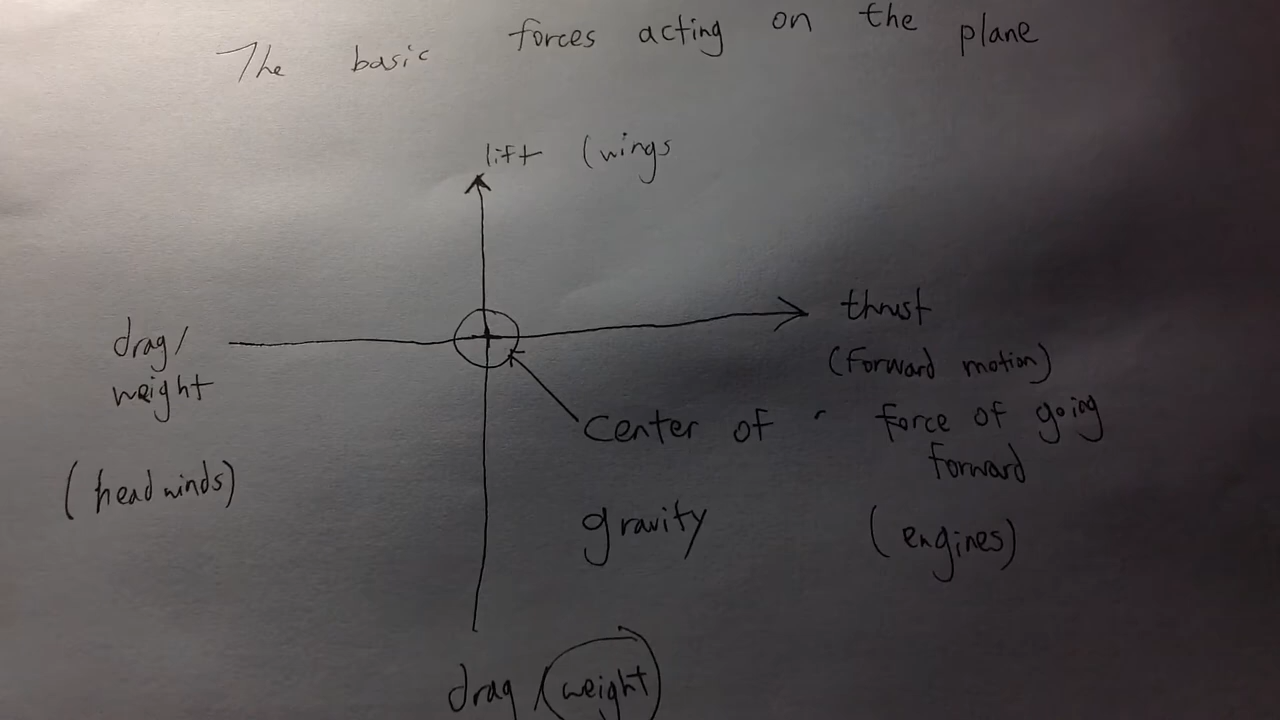 The basic forces acting on the plane
lift (wings
thrust
drag/
weight
(forward motion)
center of
force of going
forward
(headwinds)
gravity
(engines)
drag /(weight)